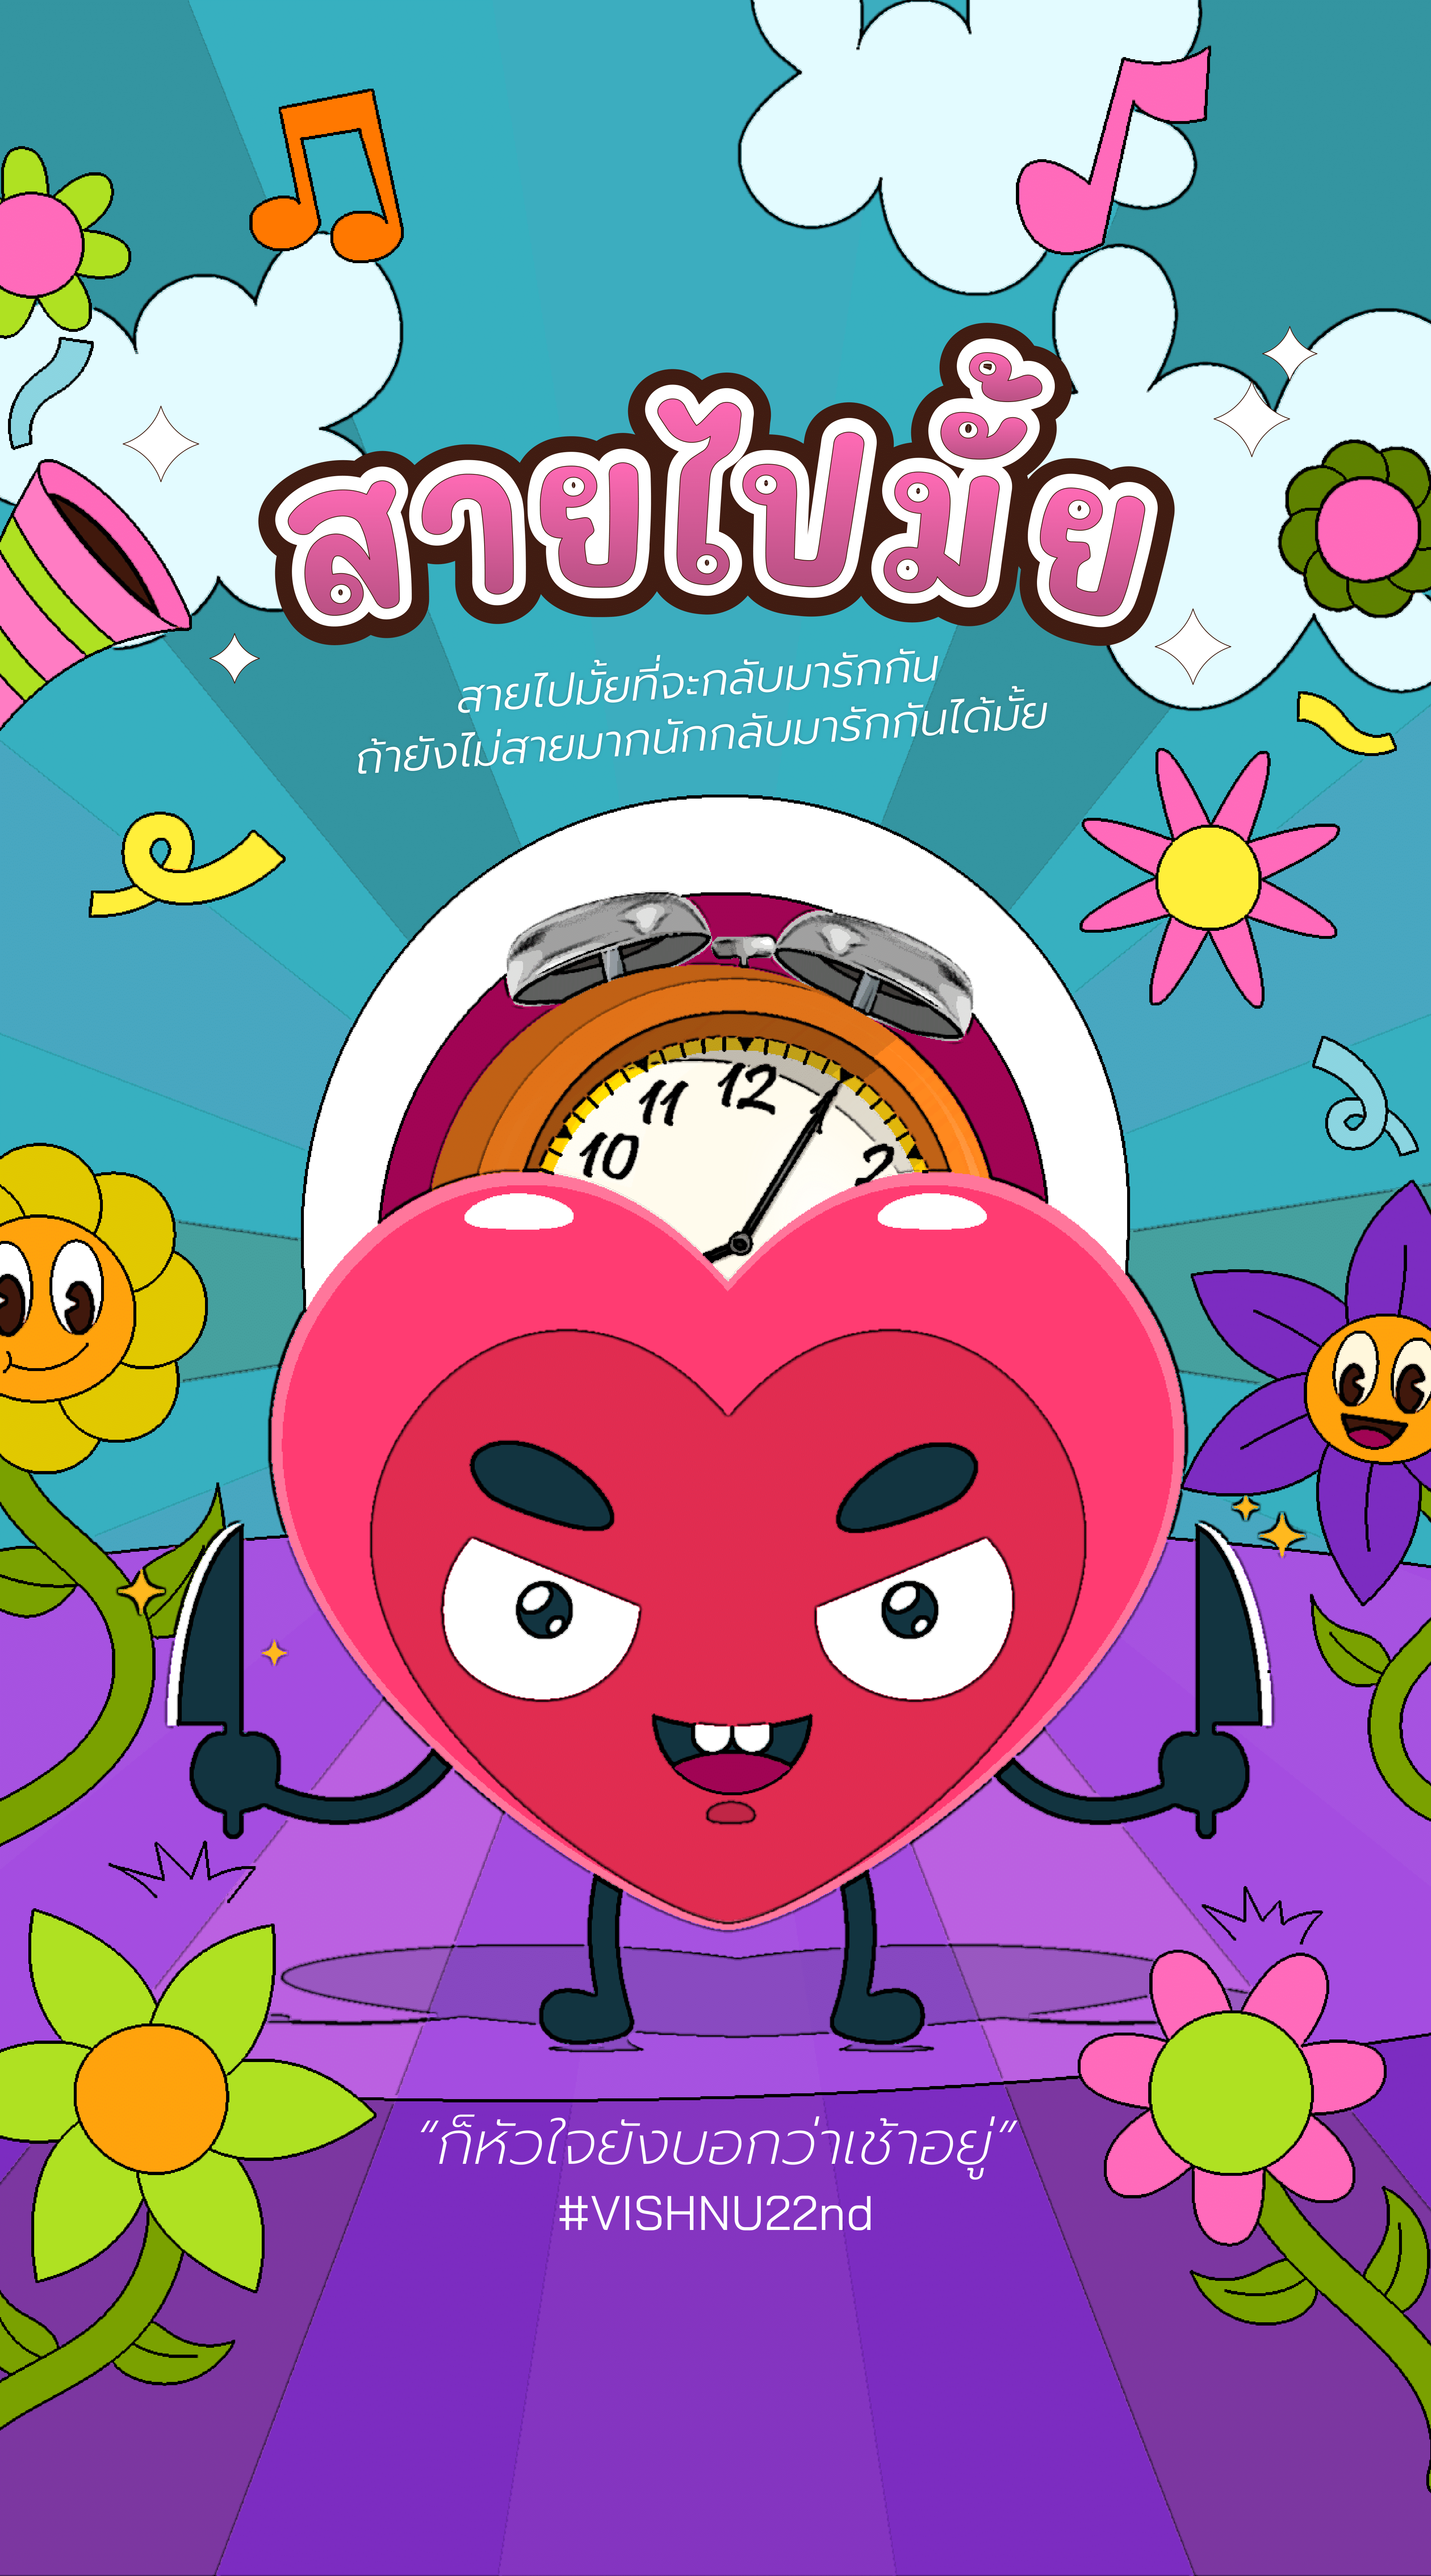 สายไปมั้ย
สายไปมั้ยที่จะกลับมารักกัน
ถ้ายังไม่สายมากนักกลับมารักกันได้มั้ย
12
11
1
10
2
“ก็หัวใจยังบอกว่าเช้าอยู่”
#VISHNU22nd